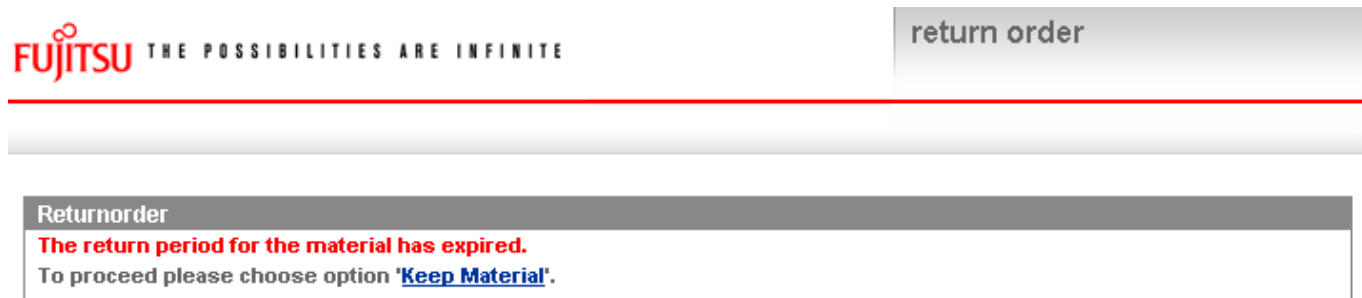 FUJITSU THE POSSIBILITIES ARE INFINITE
return order
Returnorder
The return period for the material has expired.
To proceed please choose option 'Keep Material'.